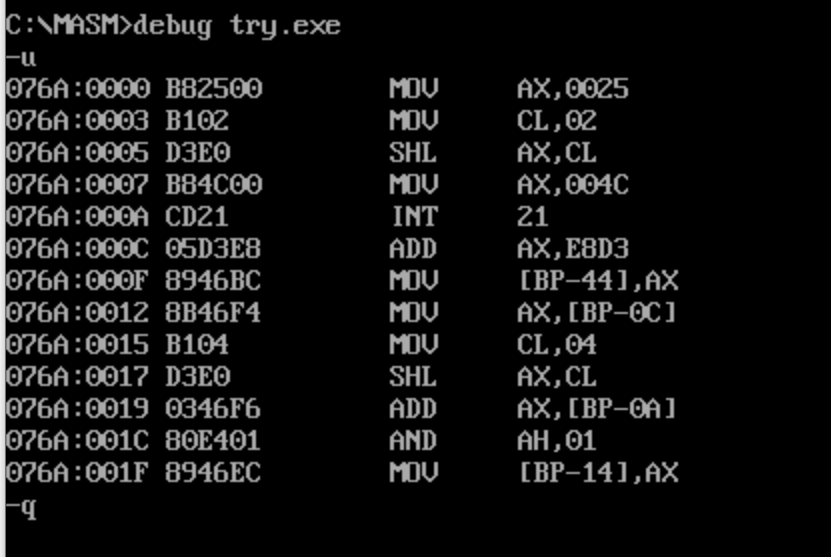 C:\MASM>debug try.exe
-u
076A:0000 B82500 MOV AX,0025
076A:0003 B102 MOV CL,02
076A:0005 D3E0 SHL AX,CL
076A:0007 B84C00 MOV AX,004C
076A:000A CD21 INT 21
076A:000C 05D3E8 ADD AX,E8D3
076A:000F 8946BC MOV [BP-44],AX
076A:0012 8B46F4 MOV AX,[BP-0C]
076A:0015 B104 MOV CL,04
076A:0017 D3E0 SHL AX,CL
076A:0019 0346F6 ADD AX,[BP-0A]
076A:001C 80E401 AND AH,01
076A:001F 8946EC MOV [BP-14],AX
-q